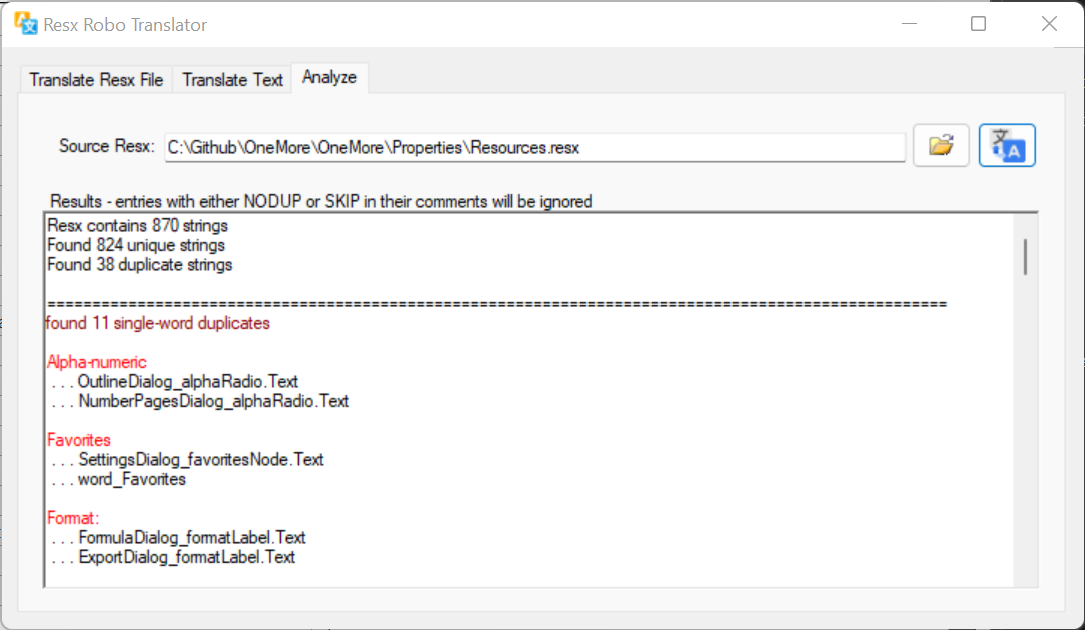 Resx Robo Translator
Translate Resx File Translate Text Analyze
Source Resx: C:\Github\OneMore\OneMore\Properties\Resources.resx
Results - entries with either NODUP or SKIP in their comments will be ignored
Resx contains 870 strings
Found 824 unique strings
Found 38 duplicate strings
====================================================================================================
found 11 single-word duplicates
Alpha-numeric
. . . OutlineDialog_alphaRadio.Text
. . . NumberPagesDialog_alphaRadio.Text
Favorites
. . . SettingsDialog_favoritesNode.Text
. . . word_Favorites
Format:
. . . FormulaDialog_formatLabel.Text
. . . ExportDialog_formatLabel.Text